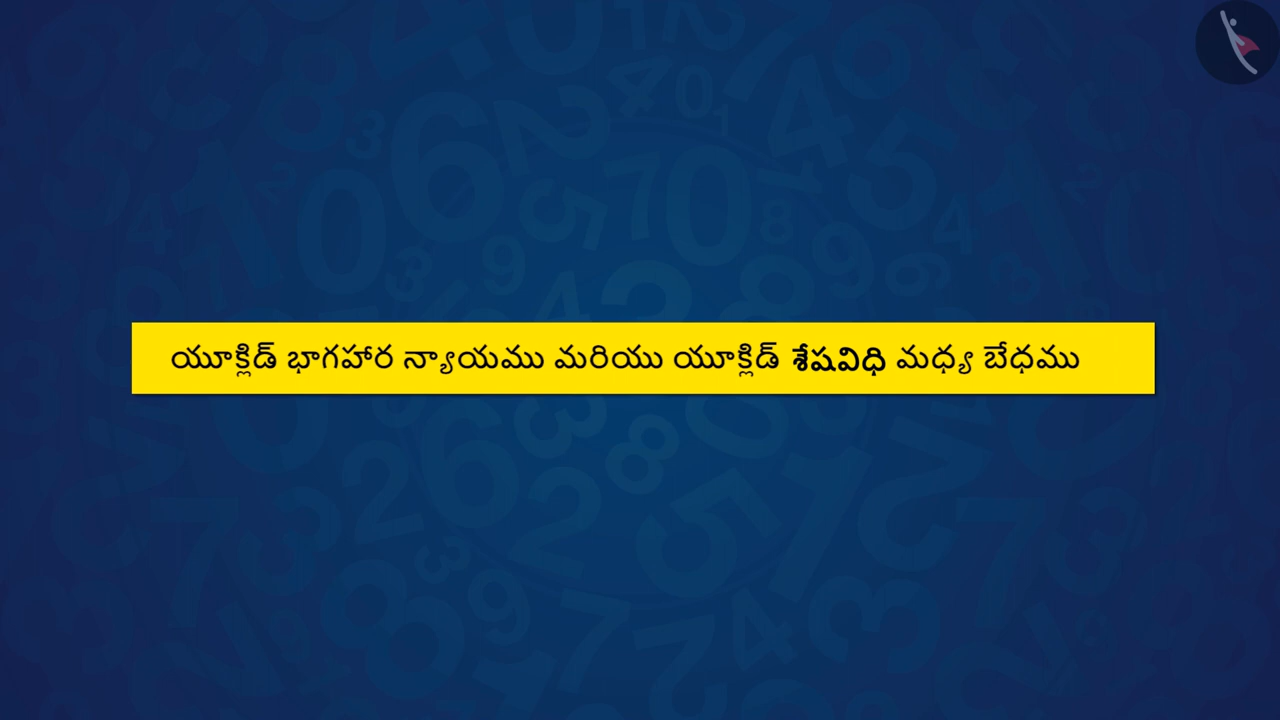 యూక్లిడ్ భాగహార న్యాయము మరియు యూక్లిడ్ శేషవిధి మధ్య బేధము